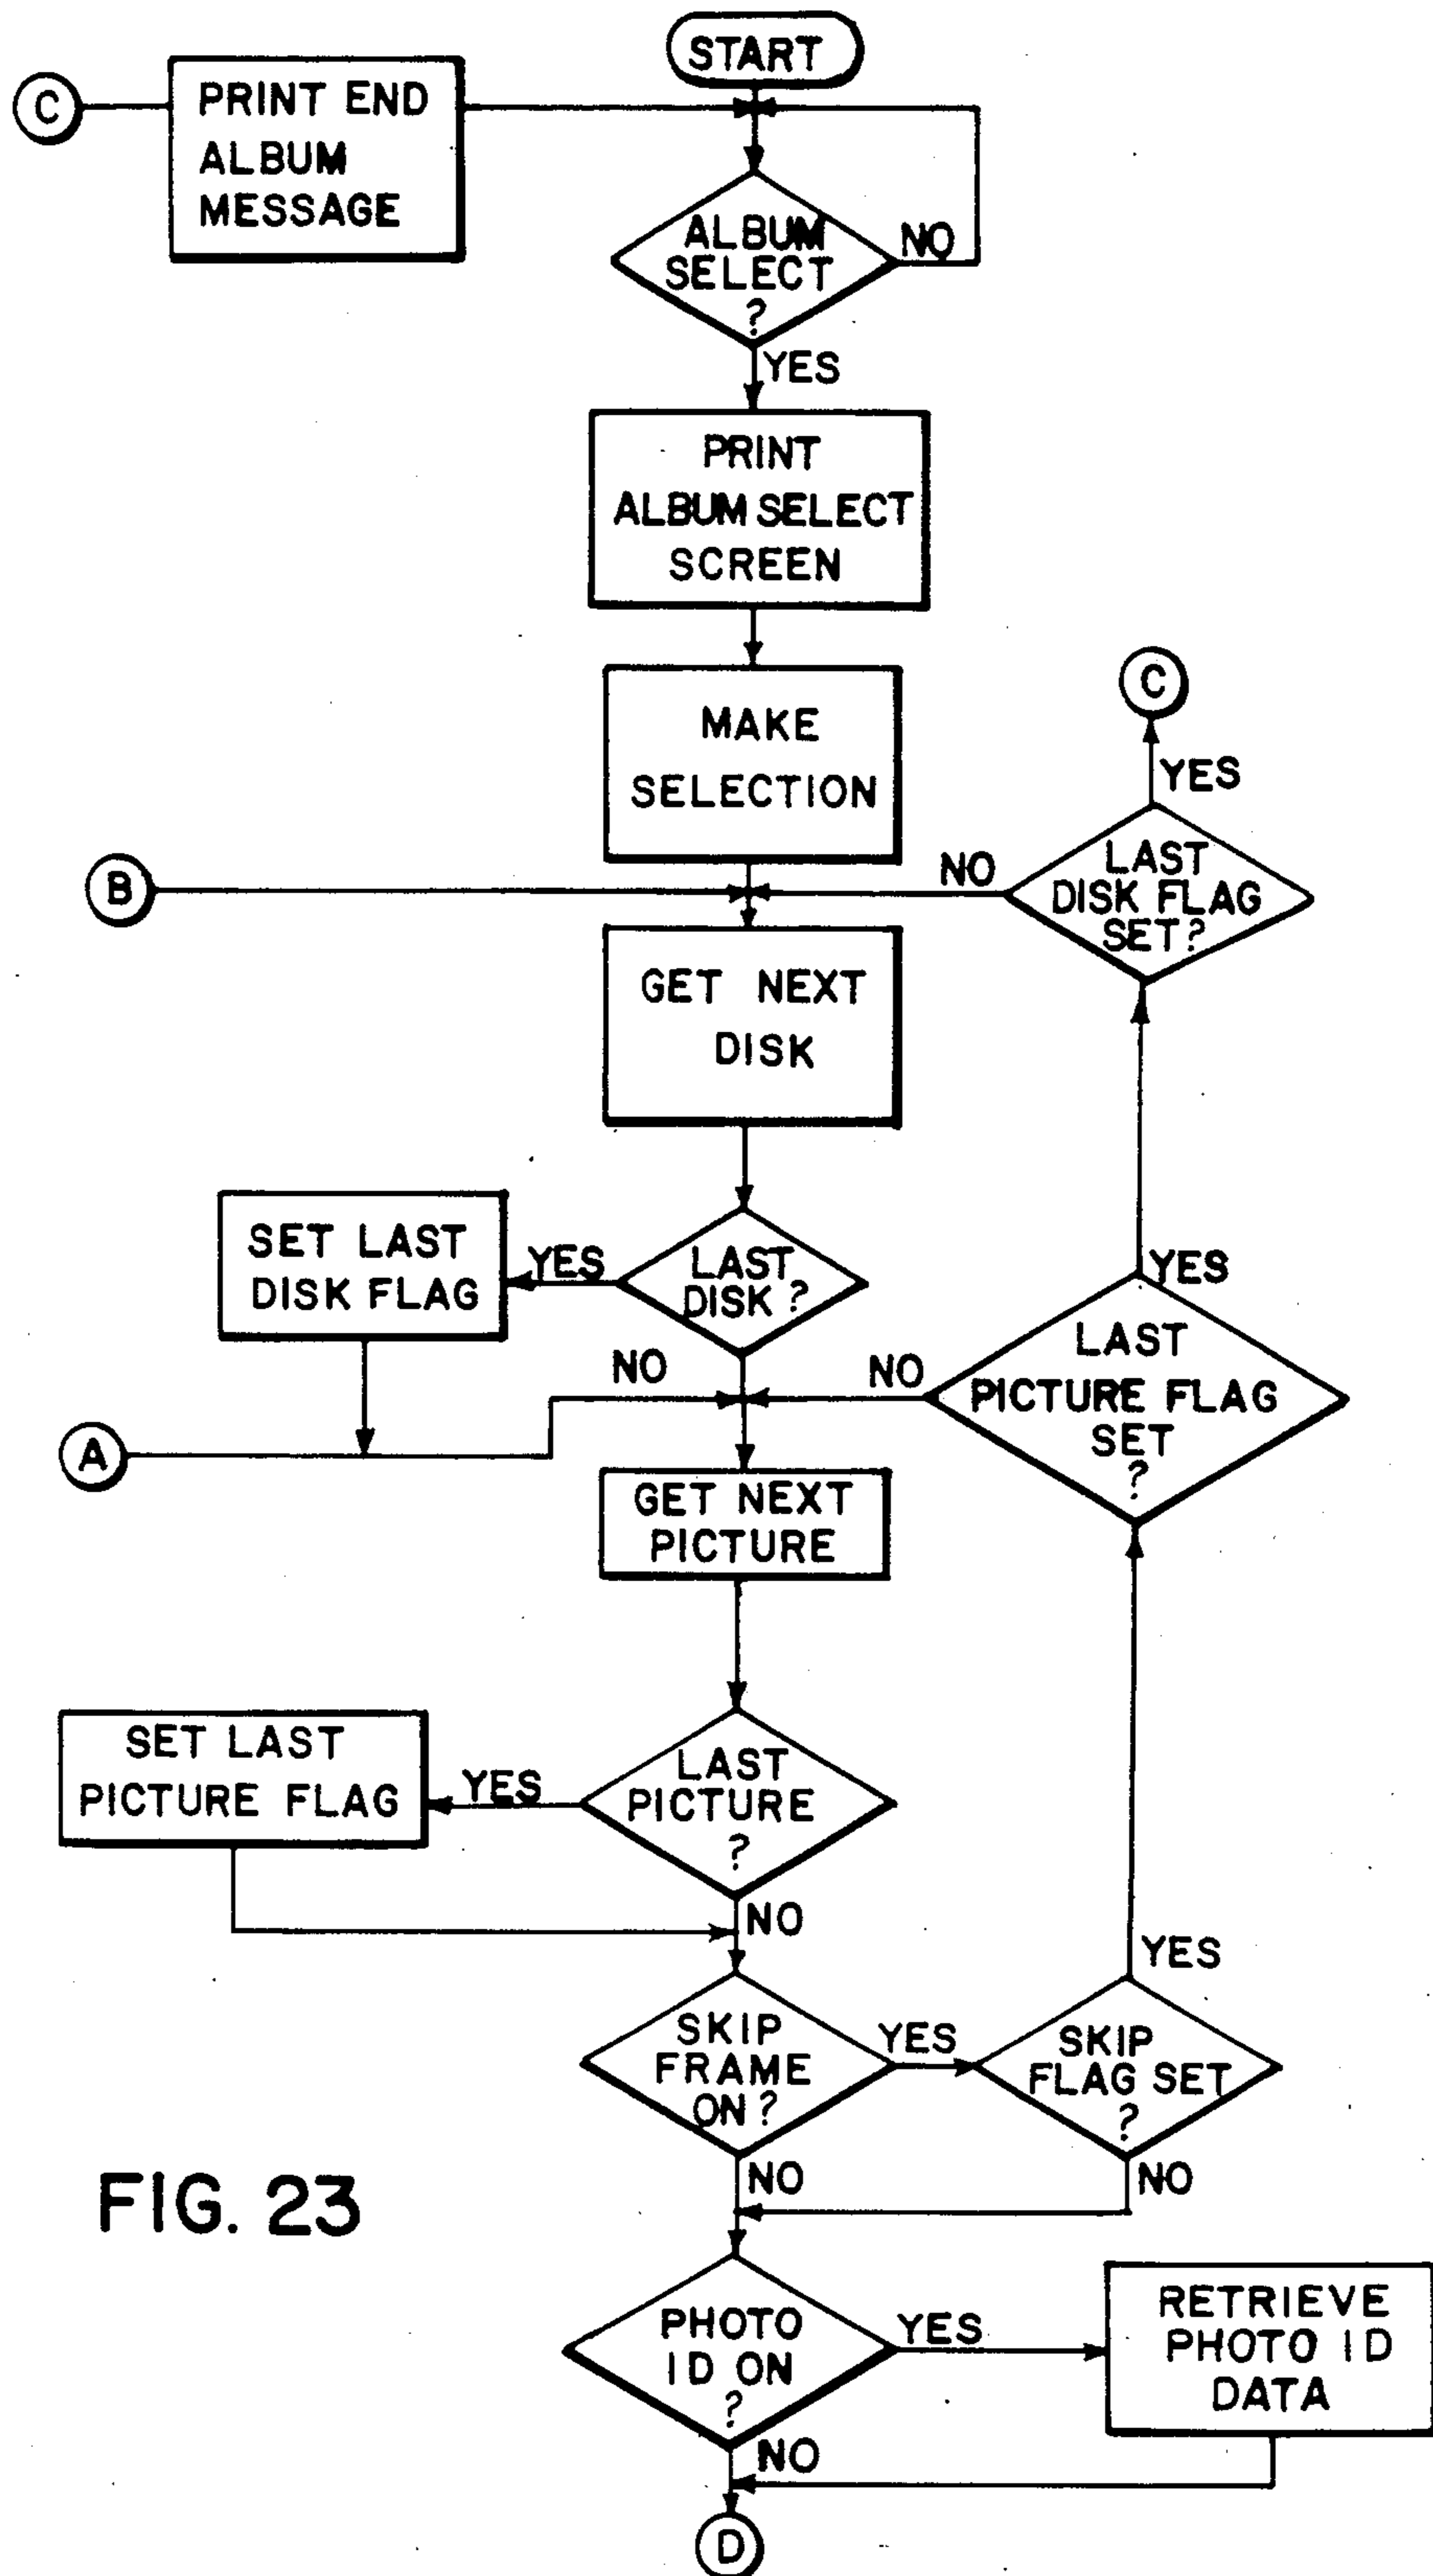 START
C
PRINT END
ALBUM
MESSAGE
ALBUM
SELECT
?
NO
YES
PRINT
ALBUM SELECT
SCREEN
MAKE
SELECTION
C
YES
LAST
DISK FLAG
SET?
NO
B
GET NEXT
DISK
SET LAST
DISK FLAG
YES
LAST
DISK?
NO
NO
YES
LAST
PICTURE FLAG
SET
?
A
GET NEXT
PICTURE
SET LAST
PICTURE FLAG
YES
LAST
PICTURE
?
NO
SKIP
FRAME
ON?
YES
YES
SKIP
FLAG SET
?
NO
NO
FIG. 23
PHOTO
ID ON
?
YES
RETRIEVE
PHOTO ID
DATA
NO
D